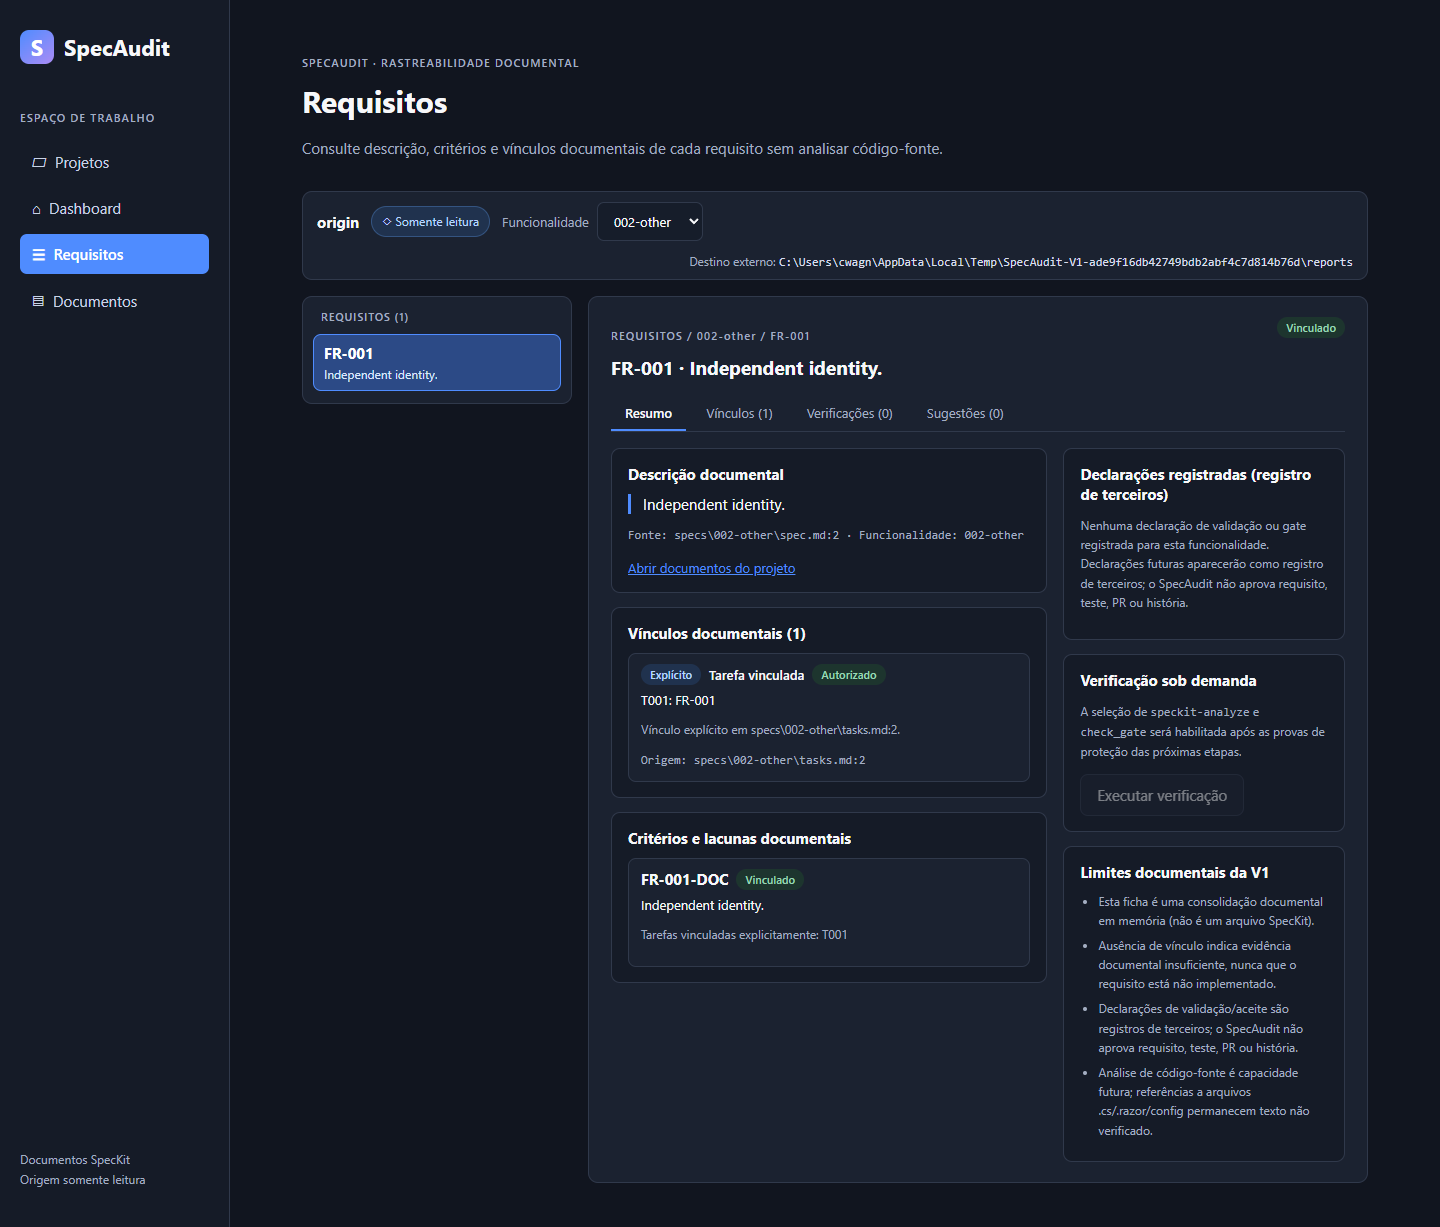 S SpecAudit
ESPAÇO DE TRABALHO
Projetos
Dashboard
Requisitos
Documentos
Documentos SpecKit
Origem somente leitura
SPECAUDIT · RASTREABILIDADE DOCUMENTAL
Requisitos
Consulte descrição, critérios e vínculos documentais de cada requisito sem analisar código-fonte.
origin ◇ Somente leitura Funcionalidade 002-other
Destino externo: C:\Users\cwagn\AppData\Local\Temp\SpecAudit-V1-ade9f16db42749bdb2abf4c7d814b76d\reports
REQUISITOS (1)
FR-001
Independent identity.
Vinculado
REQUISITOS / 002-other / FR-001
FR-001 · Independent identity.
Resumo Vínculos (1) Verificações (0) Sugestões (0)
Descrição documental
Independent identity.
Fonte: specs\002-other\spec.md:2 · Funcionalidade: 002-other
Abrir documentos do projeto
Vínculos documentais (1)
Explícito Tarefa vinculada Autorizado
T001: FR-001
Vínculo explícito em specs\002-other\tasks.md:2.
Origem: specs\002-other\tasks.md:2
Critérios e lacunas documentais
FR-001-DOC Vinculado
Independent identity.
Tarefas vinculadas explicitamente: T001
Declarações registradas (registro
de terceiros)
Nenhuma declaração de validação ou gate
registrada para esta funcionalidade.
Declarações futuras aparecerão como registro
de terceiros; o SpecAudit não aprova requisito,
teste, PR ou história.
Verificação sob demanda
A seleção de speckit-analyze e
check_gate será habilitada após as provas de
proteção das próximas etapas.
Executar verificação
Limites documentais da V1
• Esta ficha é uma consolidação documental
em memória (não é um arquivo SpecKit).
• Ausência de vínculo indica evidência
documental insuficiente, nunca que o
requisito está não implementado.
• Declarações de validação/aceite são
registros de terceiros; o SpecAudit não
aprova requisito, teste, PR ou história.
• Análise de código-fonte é capacidade
futura; referências a arquivos
.cs/.razor/config permanecem texto não
verificado.